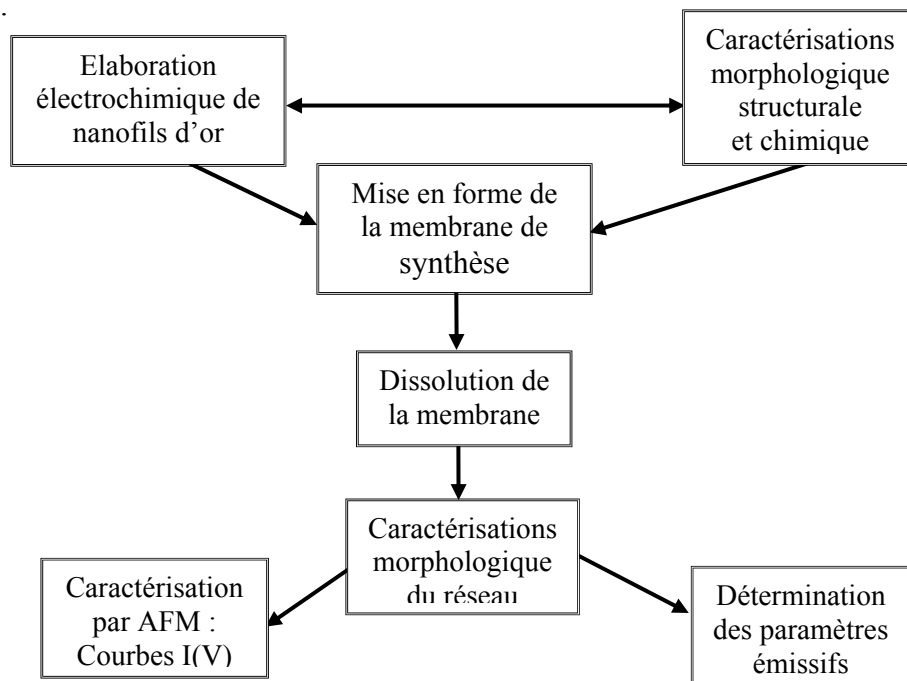 .
Elaboration
électrochimique de
nanofils d’or
Caractérisations
morphologique
structurale
et chimique
Mise en forme de
la membrane de
synthèse
Dissolution de
la membrane
Caractérisations
morphologique
du réseau
Caractérisation
par AFM :
Courbes I(V)
Détermination
des paramètres
émissifs